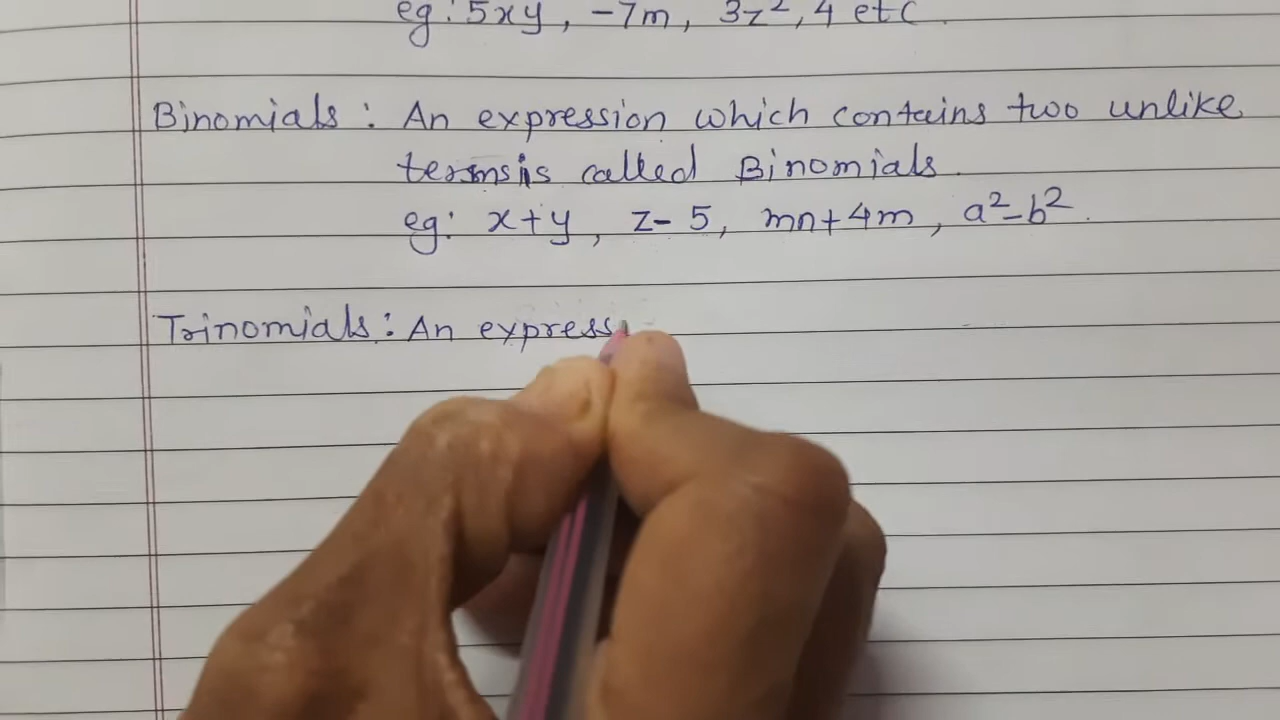 eg: 5xy, -7m, 3z², 4 etc.
Binomials: An expression which contains two unlike
terms is called Binomials.
eg: x+y, z-5, mn+4m, a²-b².
Trinomials: An express